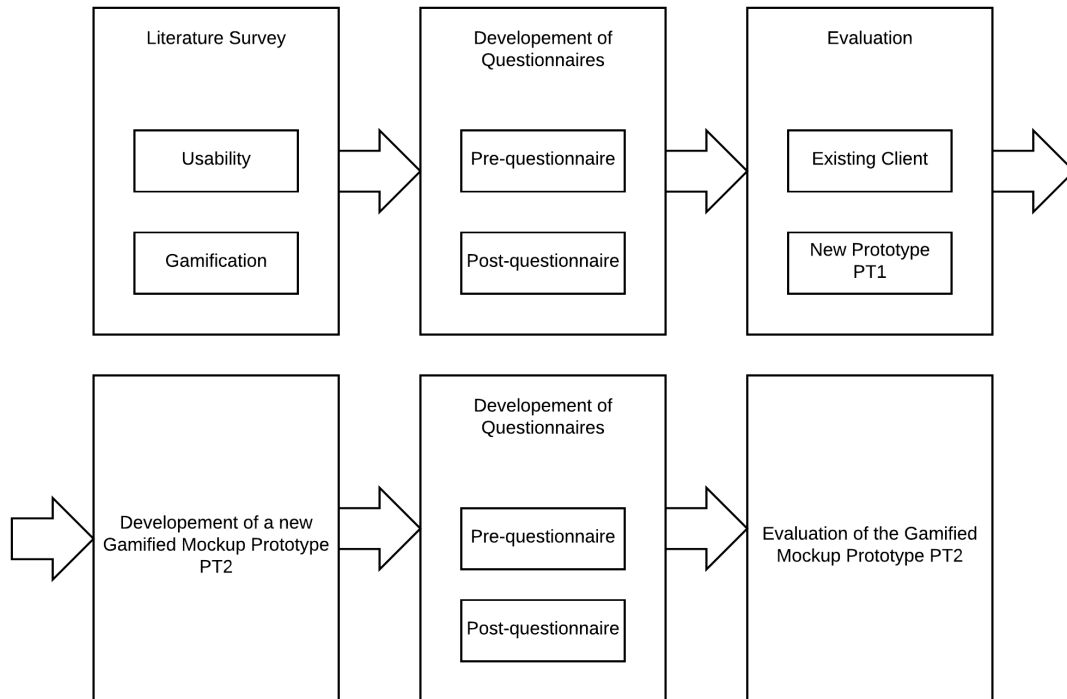 Literature Survey
Usability
Gamification
Developement of
Questionnaires
Pre-questionnaire
Post-questionnaire
Evaluation
Existing Client
New Prototype
PT1
Developement of a new
Gamified Mockup Prototype
PT2
Developement of
Questionnaires
Pre-questionnaire
Post-questionnaire
Evaluation of the Gamified
Mockup Prototype PT2